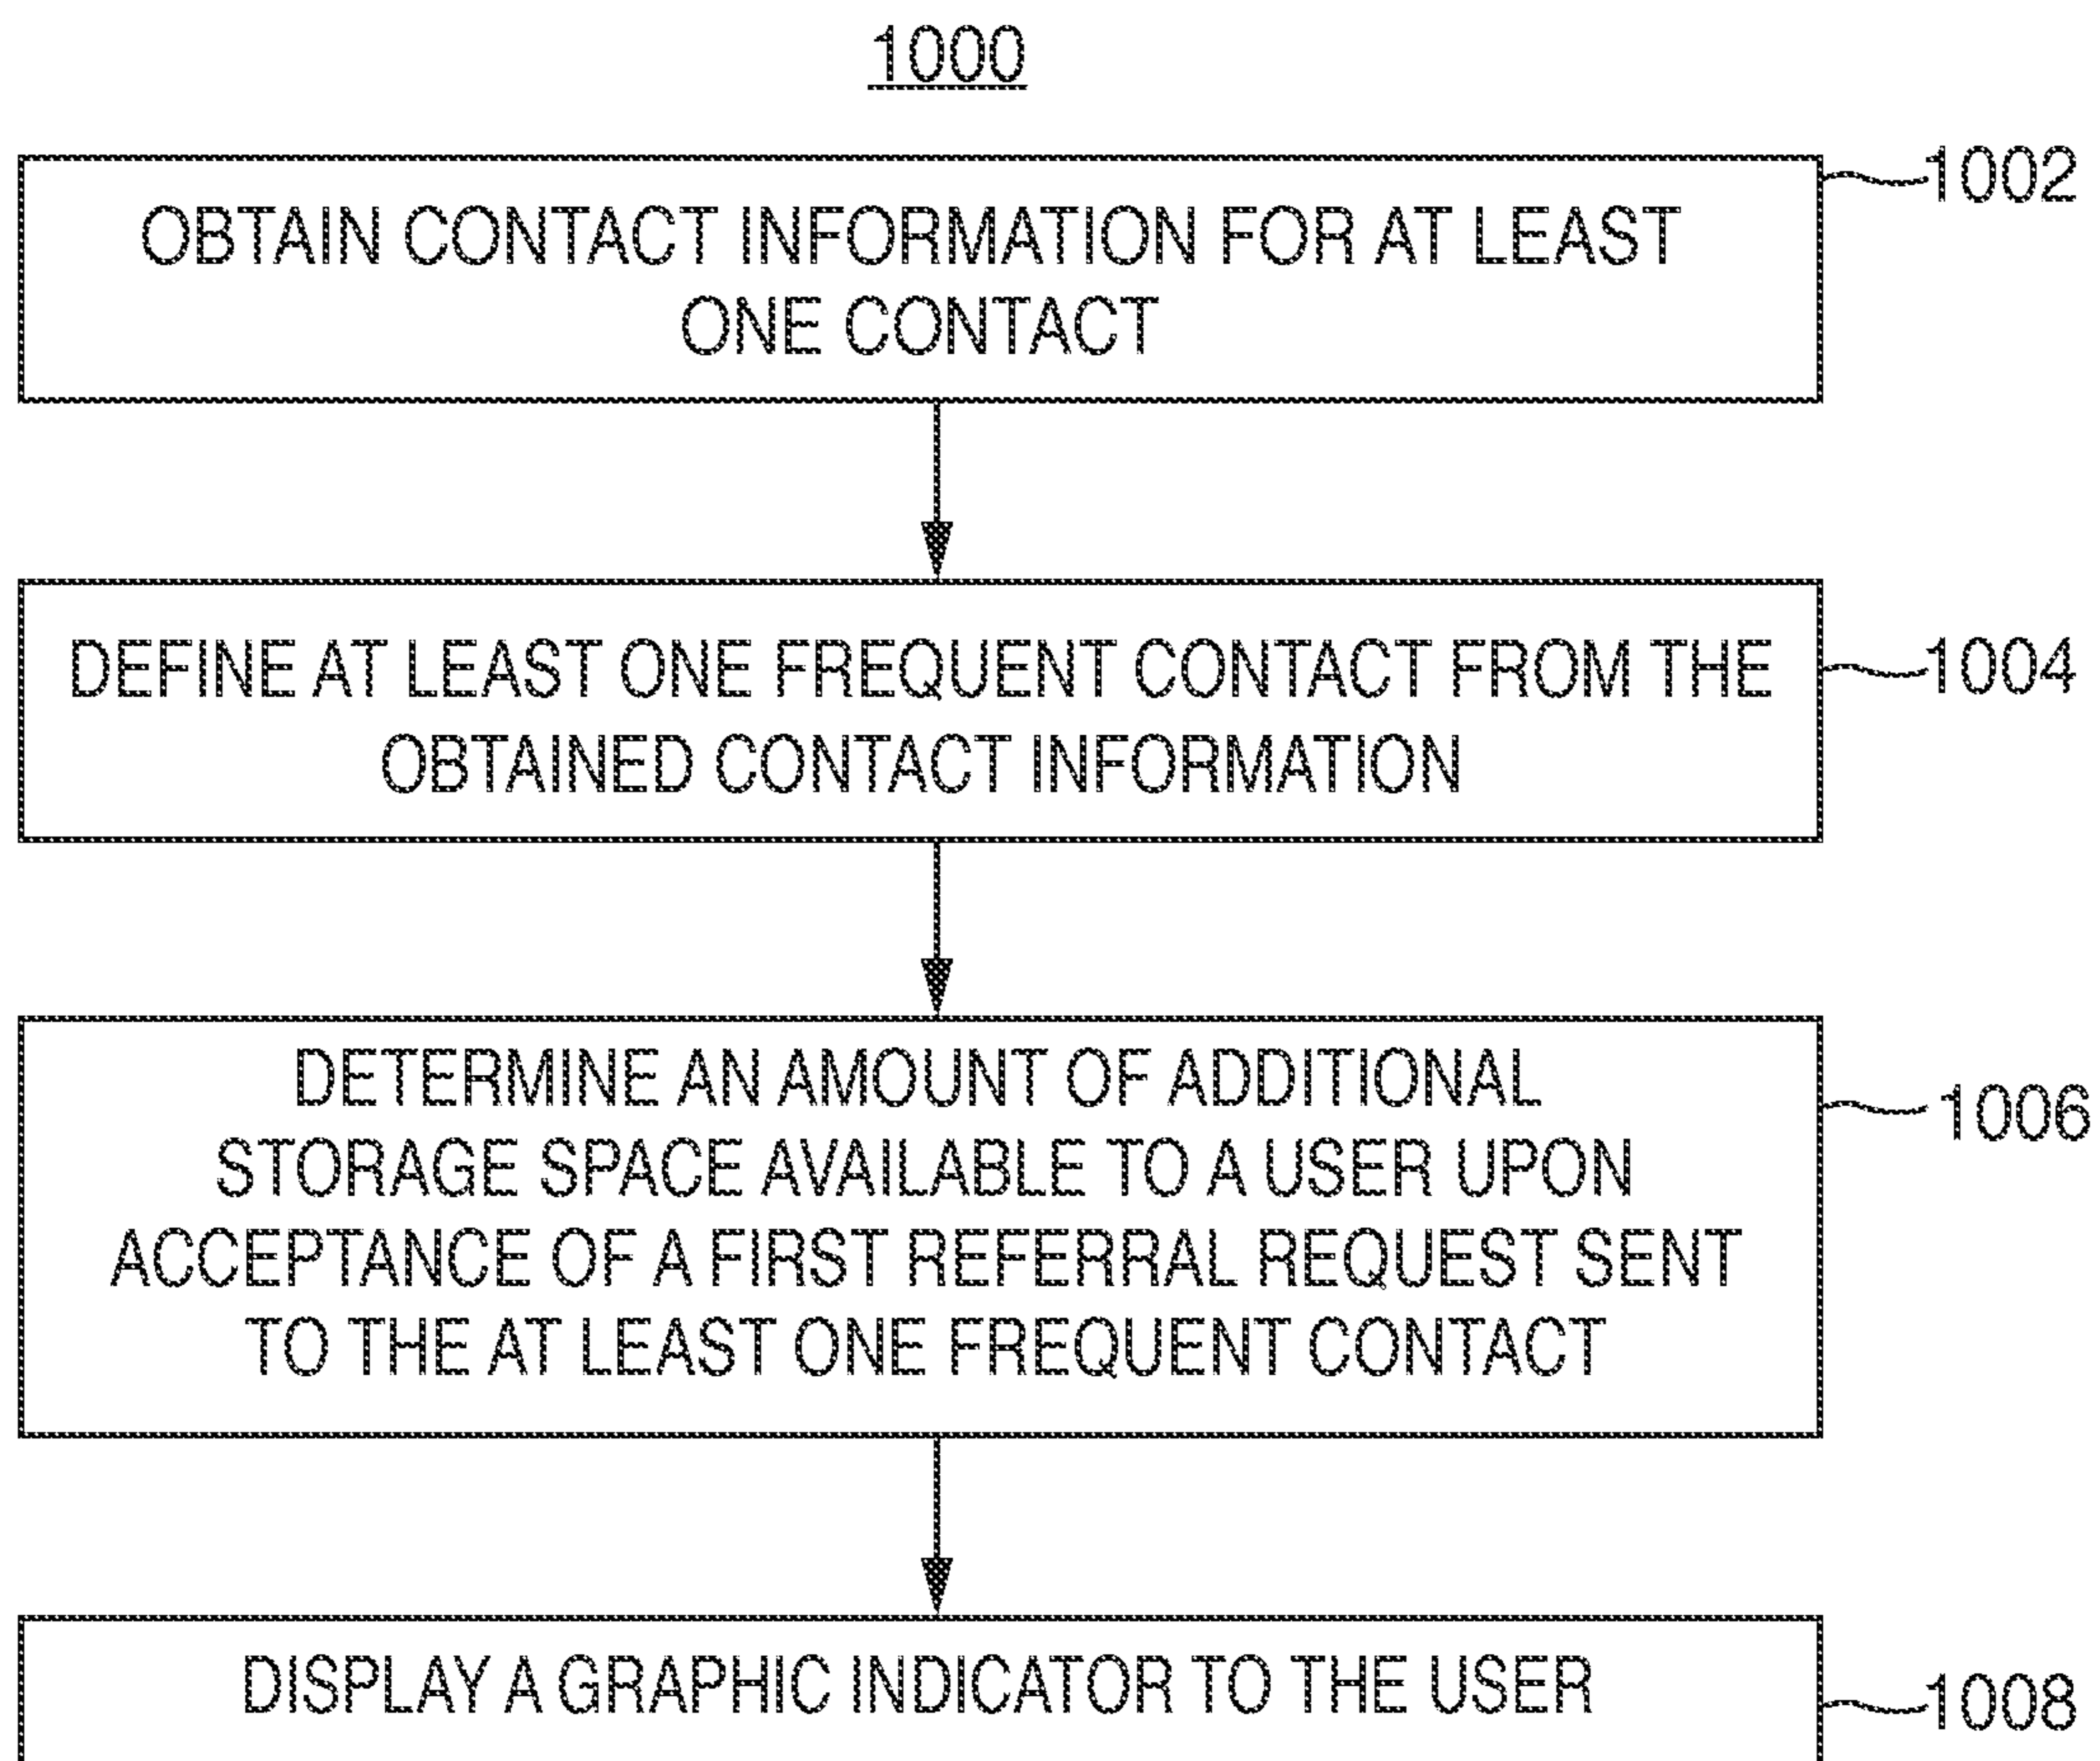 1000
1002
OBTAIN CONTACT INFORMATION FOR AT LEAST
ONE CONTACT
DEFINE AT LEAST ONE FREQUENT CONTACT FROM THE
OBTAINED CONTACT INFORMATION
1004
DETERMINE AN AMOUNT OF ADDITIONAL
STORAGE SPACE AVAILABLE TO A USER UPON
ACCEPTANCE OF A FIRST REFERRAL REQUEST SENT
TO THE AT LEAST ONE FREQUENT CONTACT
1006
DISPLAY A GRAPHIC INDICATOR TO THE USER
1008